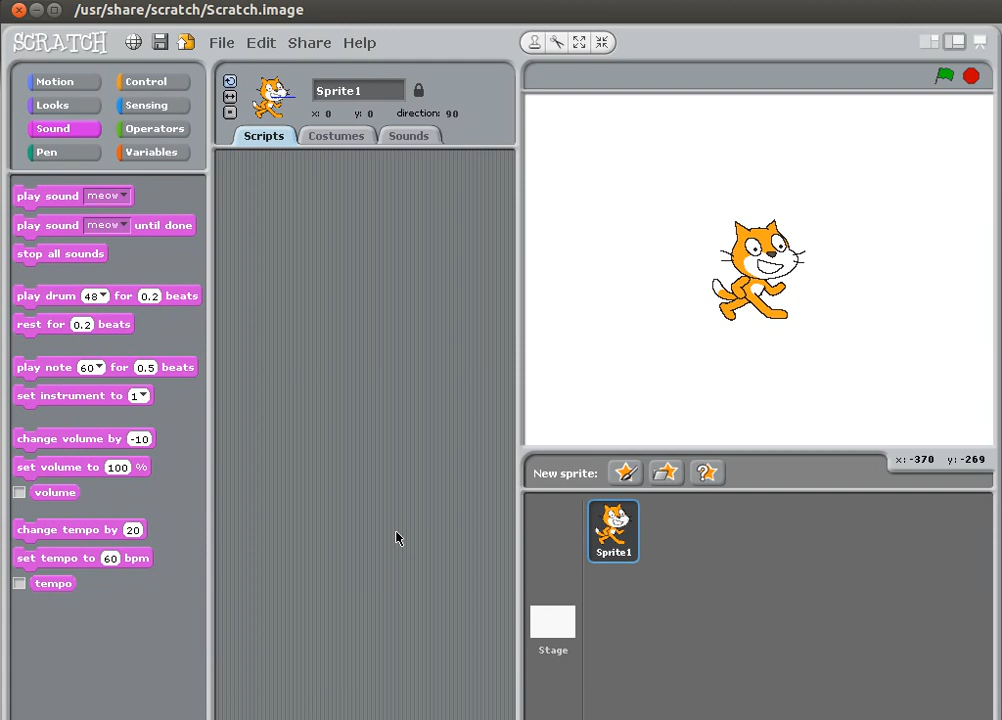 /usr/share/scratch/Scratch.image
SCRATCH File Edit Share Help
Motion Control
Looks Sensing
Sound Operators
Pen Variables
play sound meow
play sound meow until done
stop all sounds
play drum 48 for 0.2 beats
rest for 0.2 beats
play note 60 for 0.5 beats
set instrument to 1
change volume by -10
set volume to 100 %
volume
change tempo by 20
set tempo to 60 bpm
tempo
Sprite1
x: 0 y: 0 direction: 90
Scripts Costumes Sounds
x: -370 y: -269
New sprite:
Sprite1
Stage